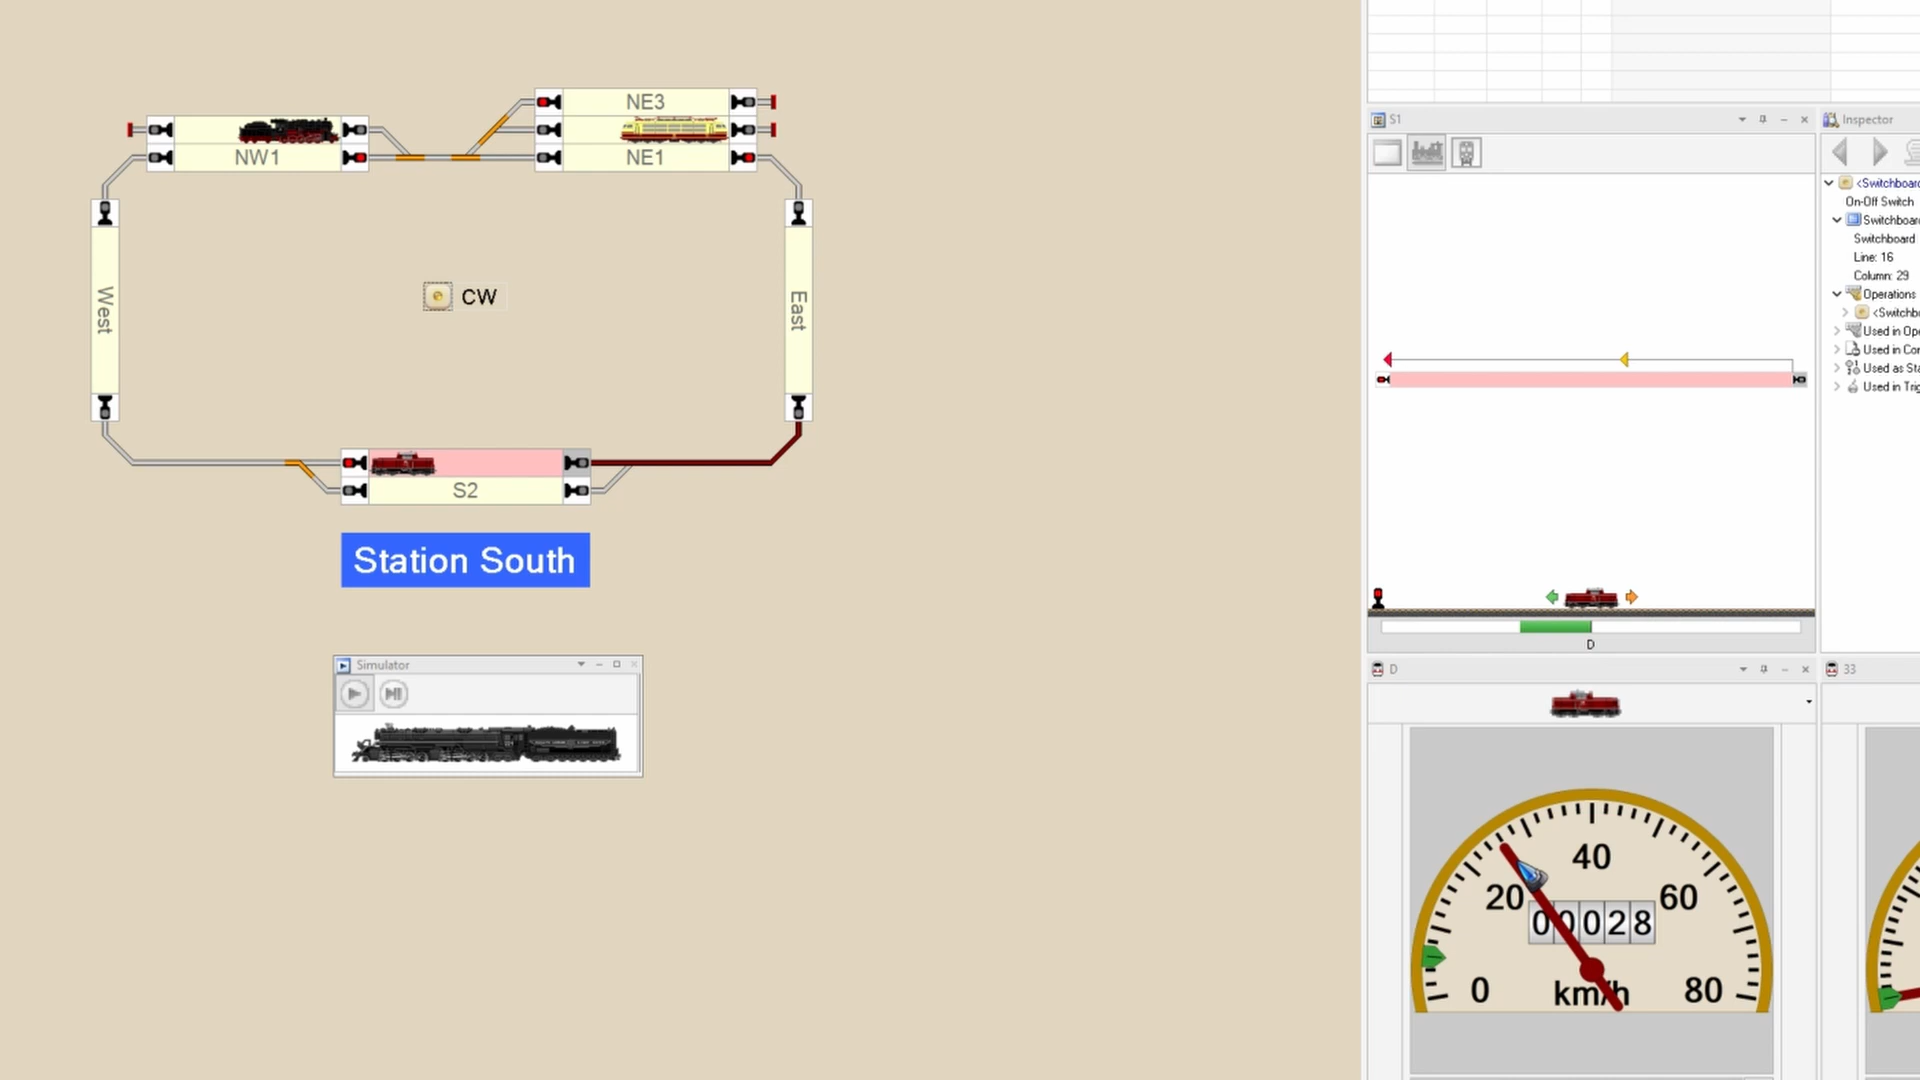 NE3
NW1
NE1
West
East
CW
S2
Station South
Simulator
S1
Inspector
<Switchboard
On-Off Switch
Switchboar
Switchboard
Line: 16
Column: 29
Operations
<Switchb
Used in Ope
Used in Cor
Used as Sta
Used in Trig
D
D
33
40
20
60
00028
0
km/h
80